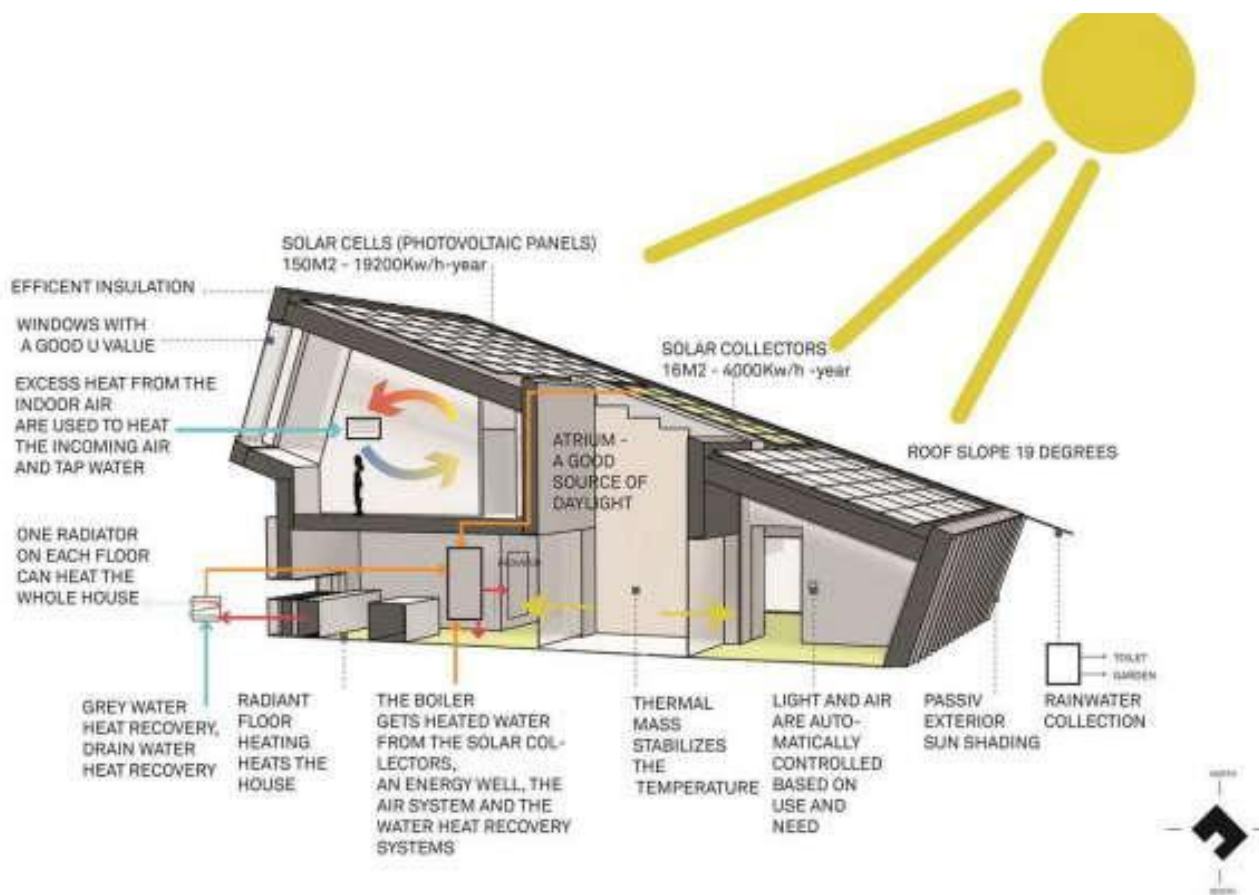 SOLAR CELLS (PHOTOVOLTAIC PANELS)
150M2 - 19200Kw/h-year
EFFICENT INSULATION
WINDOWS WITH
A GOOD U VALUE
EXCESS HEAT FROM THE
INDOOR AIR
ARE USED TO HEAT
THE INCOMING AIR
AND TAP WATER
SOLAR COLLECTORS
16M2 - 4000Kw/h -year
ATRIUM -
A GOOD
SOURCE OF
DAYLIGHT
ROOF SLOPE 19 DEGREES
ONE RADIATOR
ON EACH FLOOR
CAN HEAT THE
WHOLE HOUSE
TOILET
GARDEN
GREY WATER
HEAT RECOVERY,
DRAIN WATER
HEAT RECOVERY
RADIANT
FLOOR
HEATING
HEATS THE
HOUSE
THE BOILER
GETS HEATED WATER
FROM THE SOLAR COL-
LECTORS,
AN ENERGY WELL, THE
AIR SYSTEM AND THE
WATER HEAT RECOVERY
SYSTEMS
THERMAL
MASS
STABILIZES
THE
TEMPERATURE
LIGHT AND AIR
ARE AUTO-
MATICALLY
CONTROLLED
BASED ON
USE AND
NEED
PASSIV
EXTERIOR
SUN SHADING
RAINWATER
COLLECTION